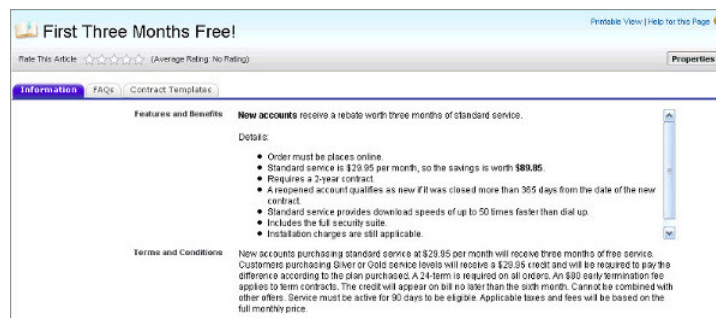 First Three Months Free!
Printable View | Help for this Page
Rate This Article (Average Rating: No Rating)
Properties
Information FAQs Contract Templates
Features and Benefits New accounts receive a rebate worth three months of standard service.
Details:
Order must be places online.
Standard service is $29.95 per month, so the savings is worth $89.85.
Requires a 2-year contract.
A reopened account qualifies as new if it was closed more than 365 days from the date of the new
contract.
Standard service provides download speeds of up to 50 times faster than dial up.
Includes the full security suite.
Installation charges are still applicable.
Terms and Conditions New accounts purchasing standard service at $29.95 per month will receive three months of free service.
Customers purchasing Silver or Gold service levels will receive a $29.95 credit and will be required to pay the
difference according to the plan purchased. A 24-term is required on all orders. An $80 early termination fee
applies to term contracts. The credit will appear on bill no later than the sixth month. Cannot be combined with
other offers. Service must be active for 90 days to be eligible. Applicable taxes and fees will be based on the
full monthly price.